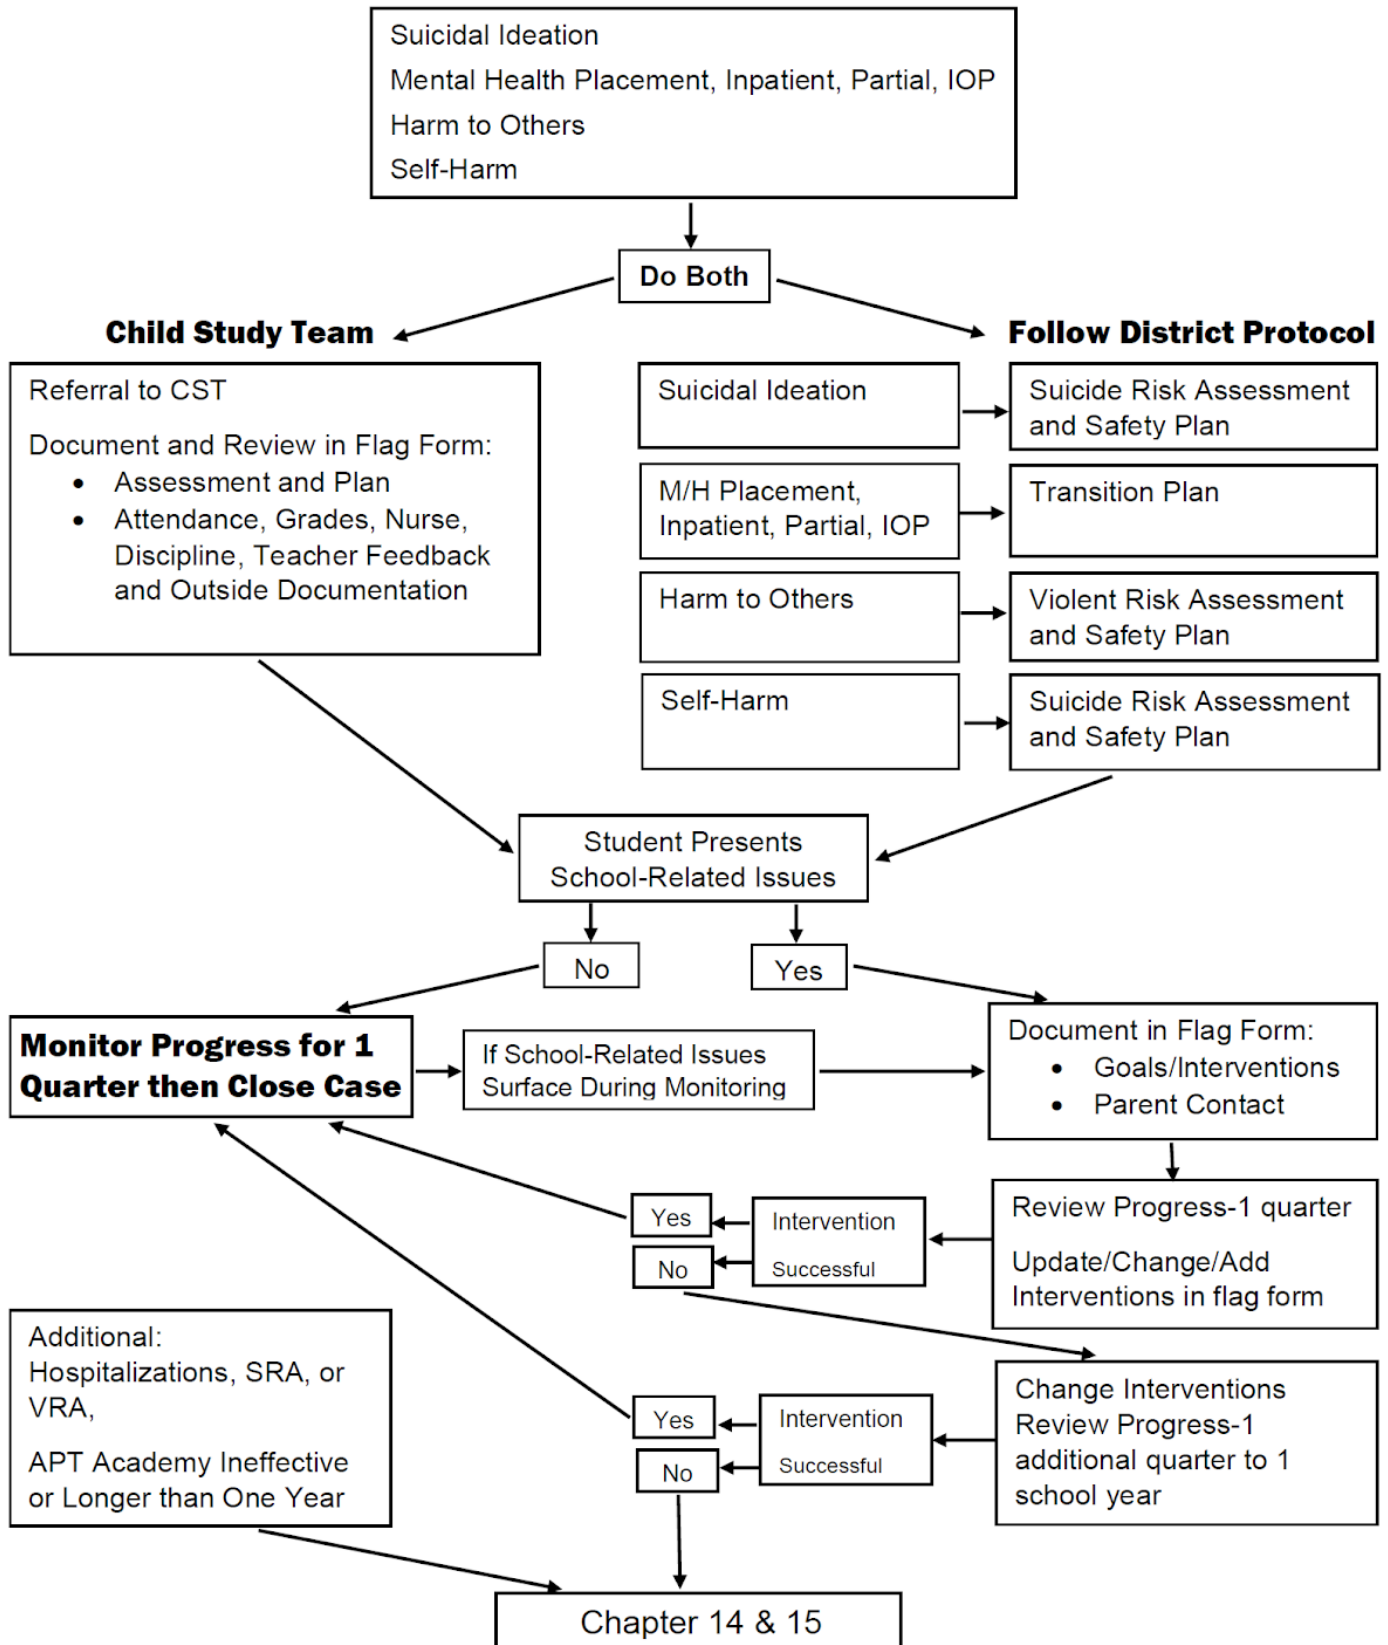 Suicidal Ideation
Mental Health Placement, Inpatient, Partial, IOP
Harm to Others
Self-Harm
Do Both
Child Study Team
Follow District Protocol
Referral to CST
Document and Review in Flag Form:
• Assessment and Plan
• Attendance, Grades, Nurse,
Discipline, Teacher Feedback
and Outside Documentation
Suicidal Ideation
Suicide Risk Assessment
and Safety Plan
M/H Placement,
Inpatient, Partial, IOP
Transition Plan
Harm to Others
Violent Risk Assessment
and Safety Plan
Self-Harm
Suicide Risk Assessment
and Safety Plan
Student Presents
School-Related Issues
No
Yes
Monitor Progress for 1
Quarter then Close Case
If School-Related Issues
Surface During Monitoring
Document in Flag Form:
• Goals/Interventions
• Parent Contact
Review Progress-1 quarter
Update/Change/Add
Interventions in flag form
Intervention
Successful
Yes
No
Change Interventions
Review Progress-1
additional quarter to 1
school year
Intervention
Successful
Yes
No
Additional:
Hospitalizations, SRA, or
VRA,
APT Academy Ineffective
or Longer than One Year
Chapter 14 & 15